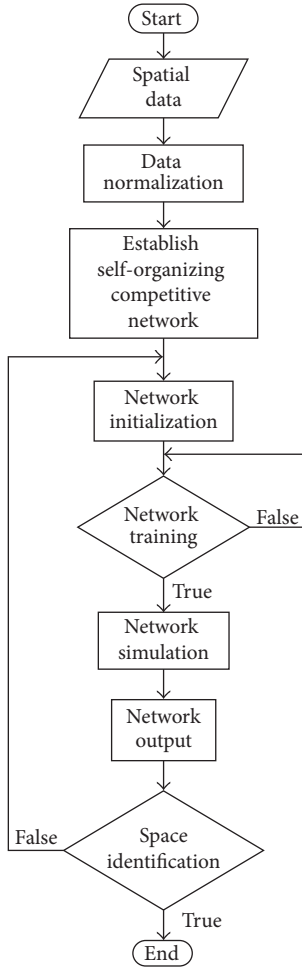 Start
Spatial
data
Data
normalization
Establish
self-organizing
competitive
network
Network
initialization
Network
training
False
True
Network
simulation
Network
output
False
Space
identification
True
End